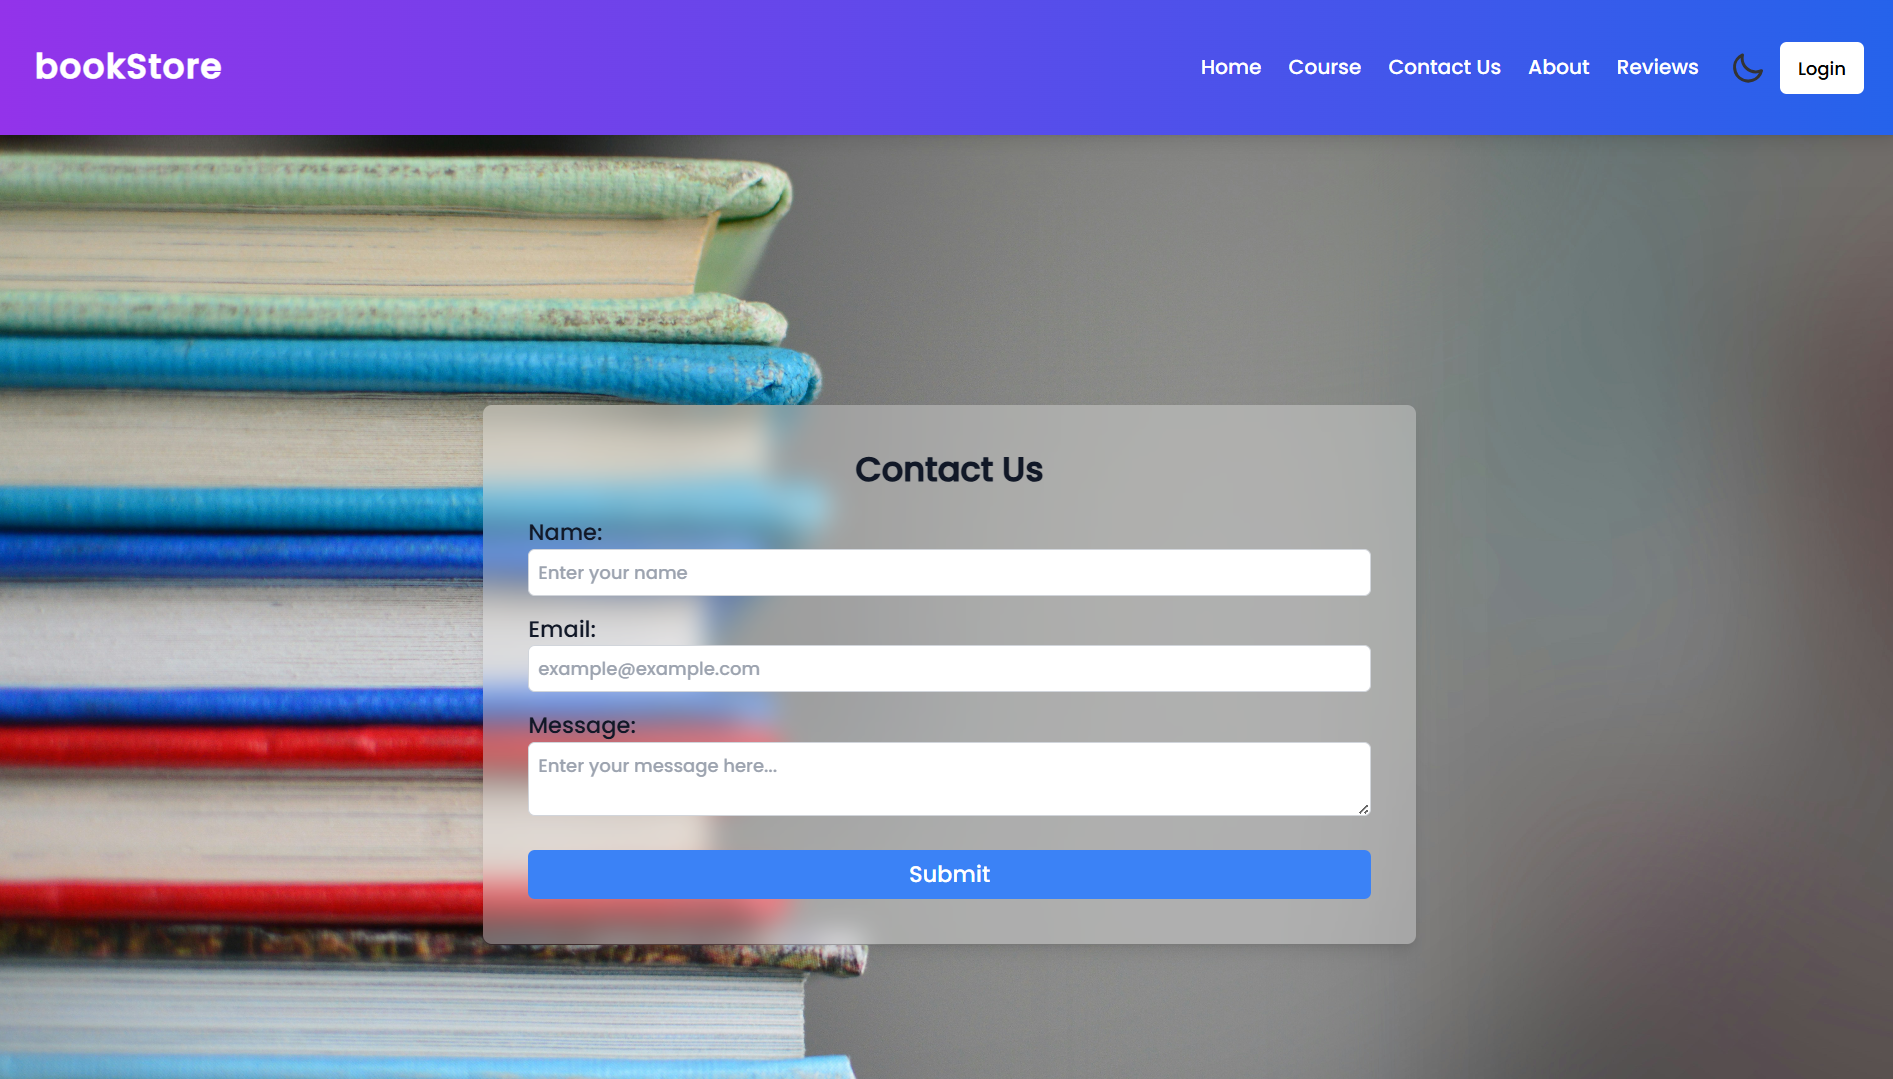 bookStore
Home Course Contact Us About Reviews Login
Contact Us
Name:
Enter your name
Email:
example@example.com
Message:
Enter your message here...
Submit